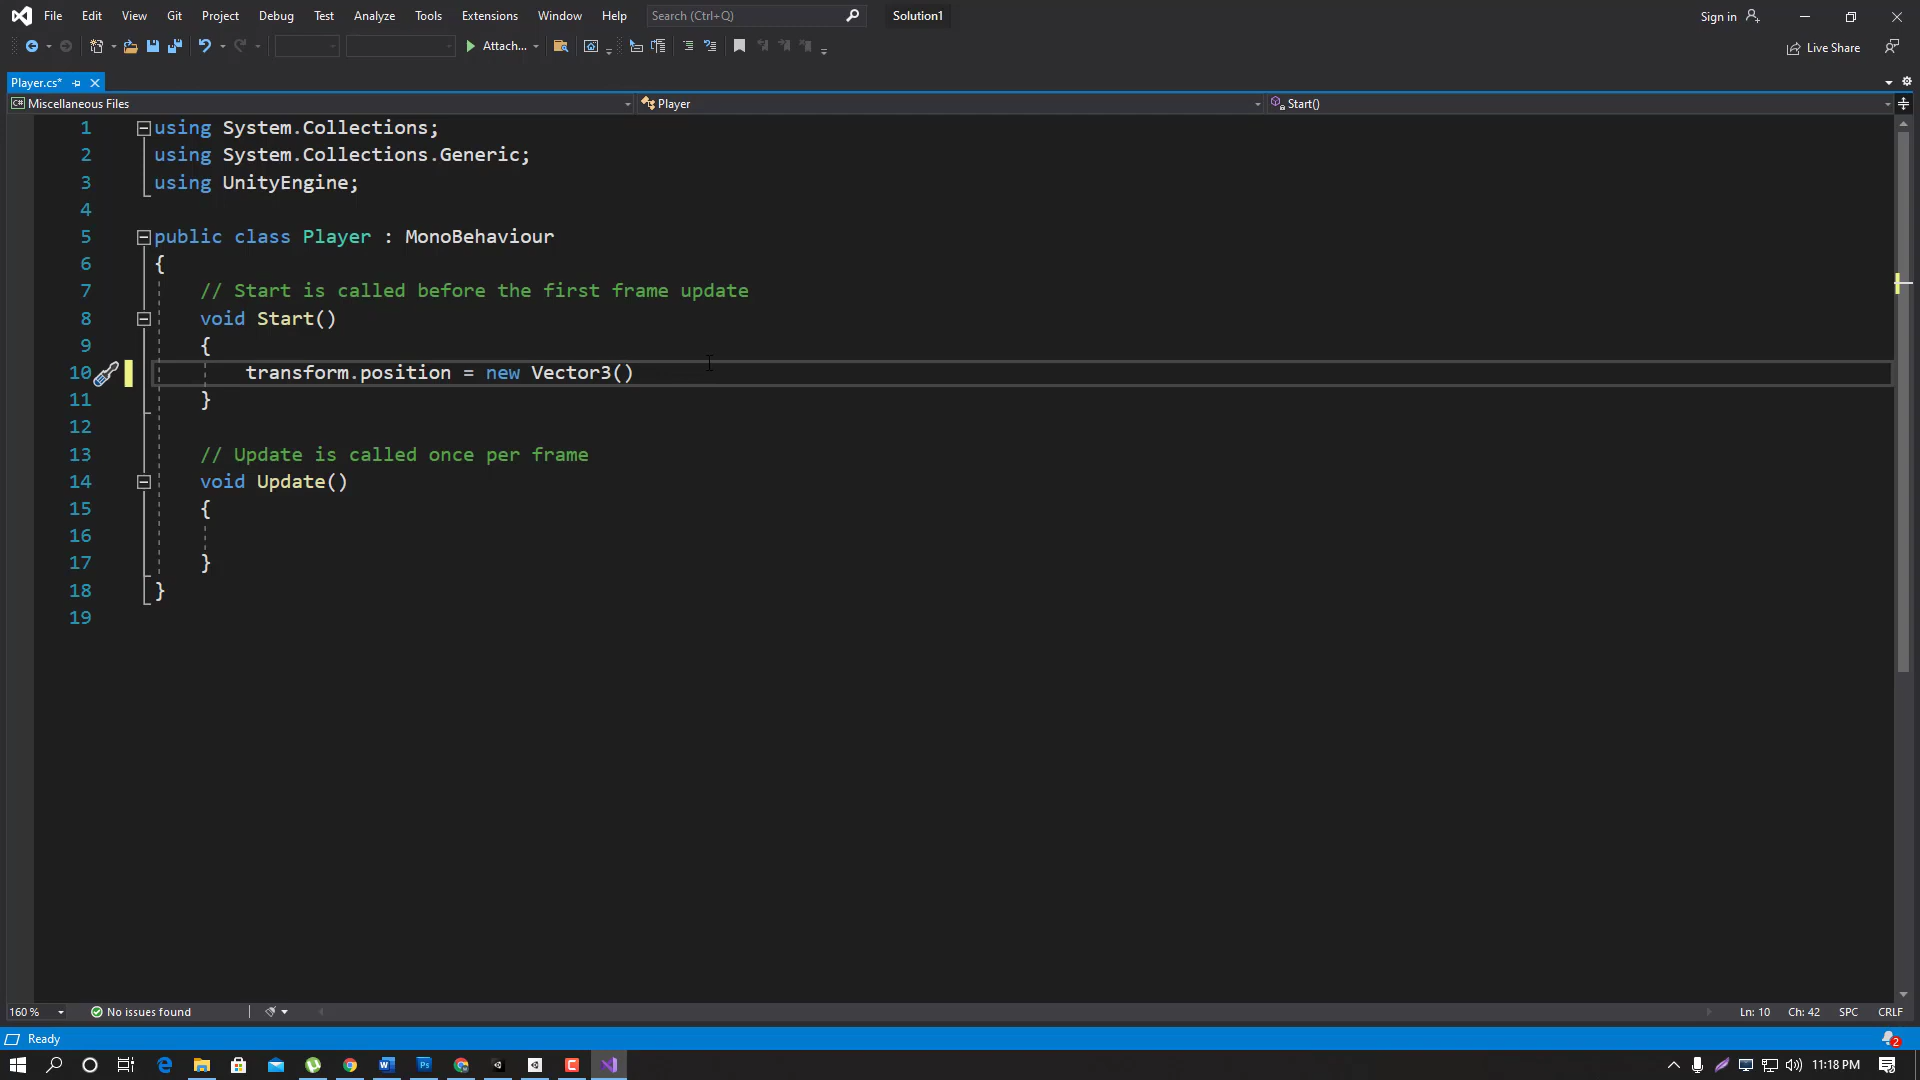 File Edit View Git Project Debug Test Analyze Tools Extensions Window Help Search (Ctrl+Q) Solution1 Sign in
Attach... Live Share
Player.cs*
C# Miscellaneous Files Player Start()
1 using System.Collections;
2 using System.Collections.Generic;
3 using UnityEngine;
4
5 public class Player : MonoBehaviour
6 {
7 // Start is called before the first frame update
8 void Start()
9 {
10 transform.position = new Vector3()
11 }
12
13 // Update is called once per frame
14 void Update()
15 {
16
17 }
18 }
19
160 % No issues found Ln: 10 Ch: 42 SPC CRLF
Ready 2
W Ps C 11:18 PM